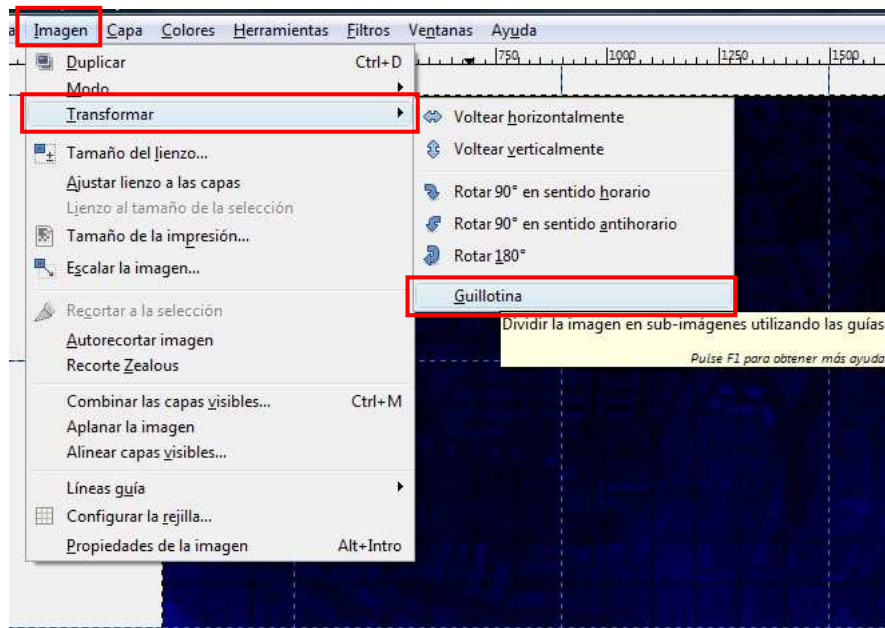 a Imagen Capa Colores Herramientas Filtros Ventanas Ayuda
750 1000 1250 1500
Duplicar Ctrl+D
Modo
Transformar
Tamaño del lienzo...
Ajustar lienzo a las capas
Lienzo al tamaño de la selección
Tamaño de la impresión...
Escalar la imagen...
Recortar a la selección
Autorecortar imagen
Recorte Zealous
Combinar las capas visibles... Ctrl+M
Aplanar la imagen
Alinear capas visibles...
Líneas guía
Configurar la rejilla...
Propiedades de la imagen Alt+Intro
Voltear horizontalmente
Voltear verticalmente
Rotar 90° en sentido horario
Rotar 90° en sentido antihorario
Rotar 180°
Guillotina
Dividir la imagen en sub-imágenes utilizando las guías
Pulse F1 para obtener más ayuda